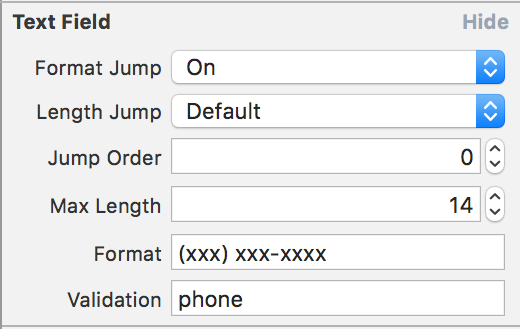 Text Field Hide
Format Jump On
Length Jump Default
Jump Order 0
Max Length 14
Format (xxx) xxx-xxxx
Validation phone